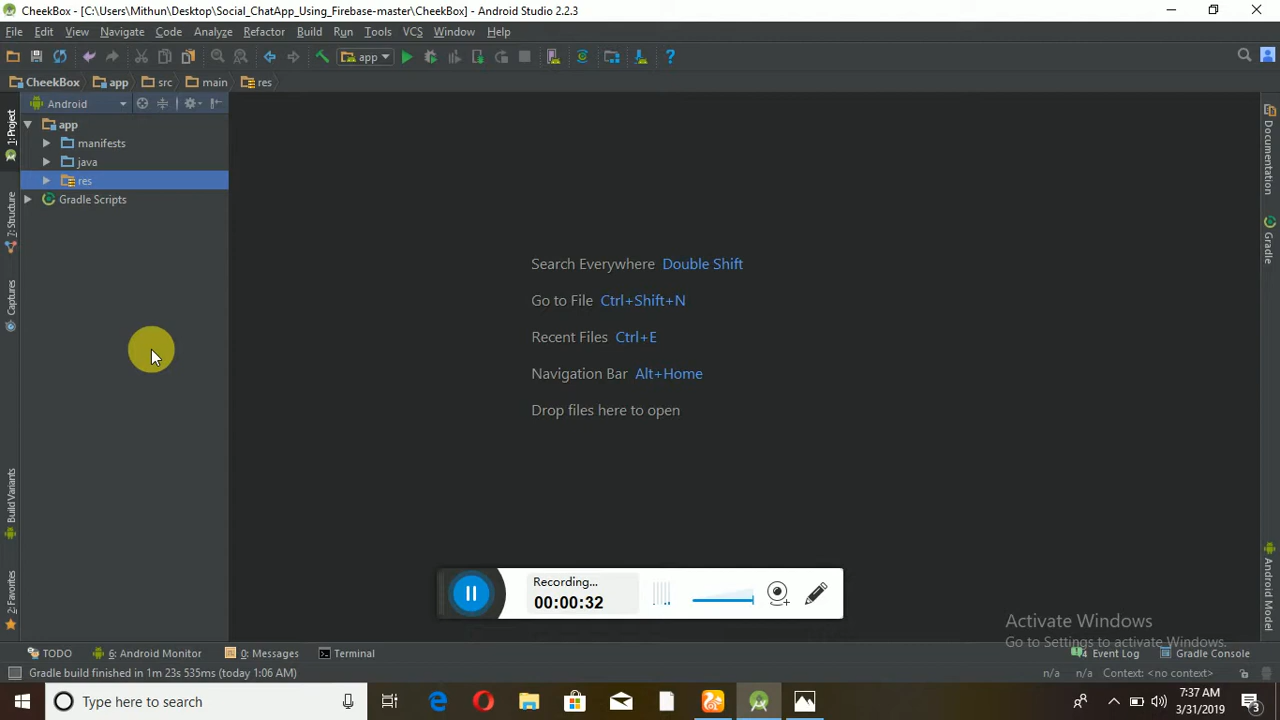 CheekBox - [C:\Users\Mithun\Desktop\Social_ChatApp_Using_Firebase-master\CheekBox] - Android Studio 2.2.3
File Edit View Navigate Code Analyze Refactor Build Run Tools VCS Window Help
app
CheekBox app src main res
Android
1: Project
app
manifests
java
res
Gradle Scripts
7: Structure
Captures
Build Variants
2: Favorites
Documentation
Gradle
Android Model
Search Everywhere Double Shift
Go to File Ctrl+Shift+N
Recent Files Ctrl+E
Navigation Bar Alt+Home
Drop files here to open
Recording...
00:00:32
Activate Windows
Go to Settings to activate Windows.
TODO 6: Android Monitor 0: Messages Terminal 4 Event Log Gradle Console
Gradle build finished in 1m 23s 535ms (today 1:06 AM) n/a n/a Context: <no context>
Type here to search
7:37 AM
3/31/2019
3